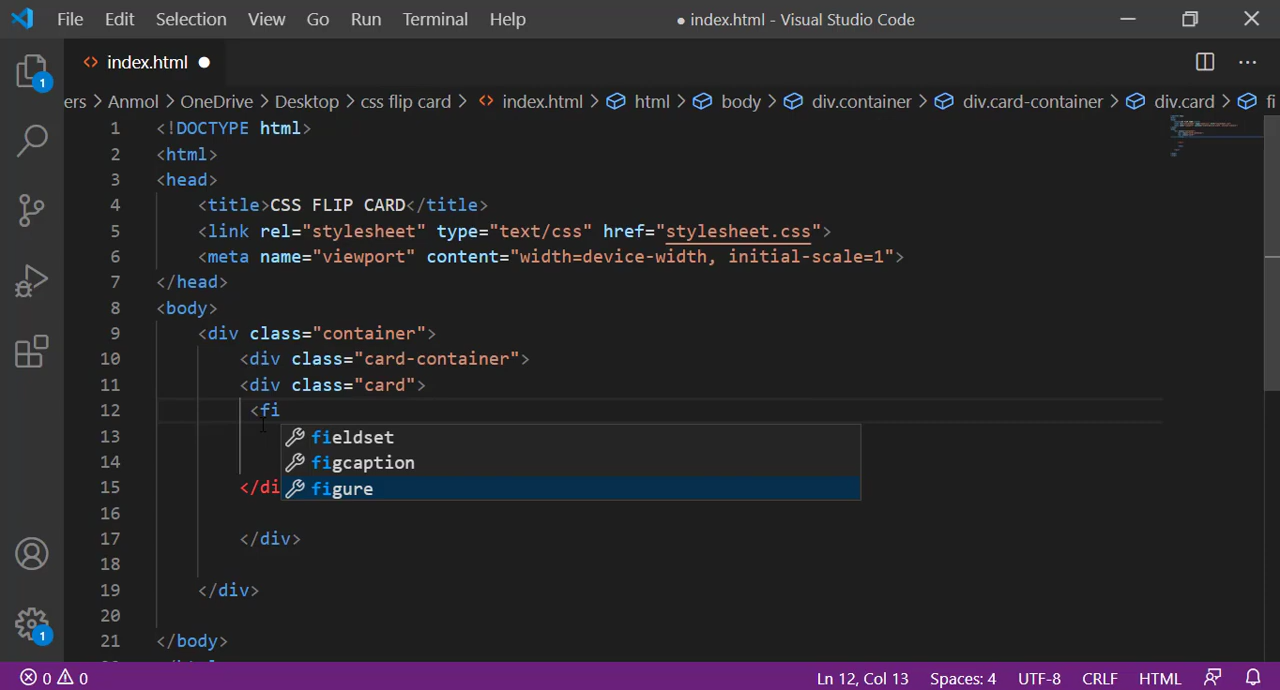 File Edit Selection View Go Run Terminal Help ● index.html - Visual Studio Code
<> index.html ●
ers > Anmol > OneDrive > Desktop > css flip card > <> index.html > html > body > div.container > div.card-container > div.card > fi
1 <!DOCTYPE html>
2 <html>
3 <head>
4 <title>CSS FLIP CARD</title>
5 <link rel="stylesheet" type="text/css" href="stylesheet.css">
6 <meta name="viewport" content="width=device-width, initial-scale=1">
7 </head>
8 <body>
9 <div class="container">
10 <div class="card-container">
11 <div class="card">
12 <fi
13 fieldset
14 figcaption
15 </di figure
16
17 </div>
18
19 </div>
20
21 </body>
1
1
0 0 Ln 12, Col 13 Spaces: 4 UTF-8 CRLF HTML